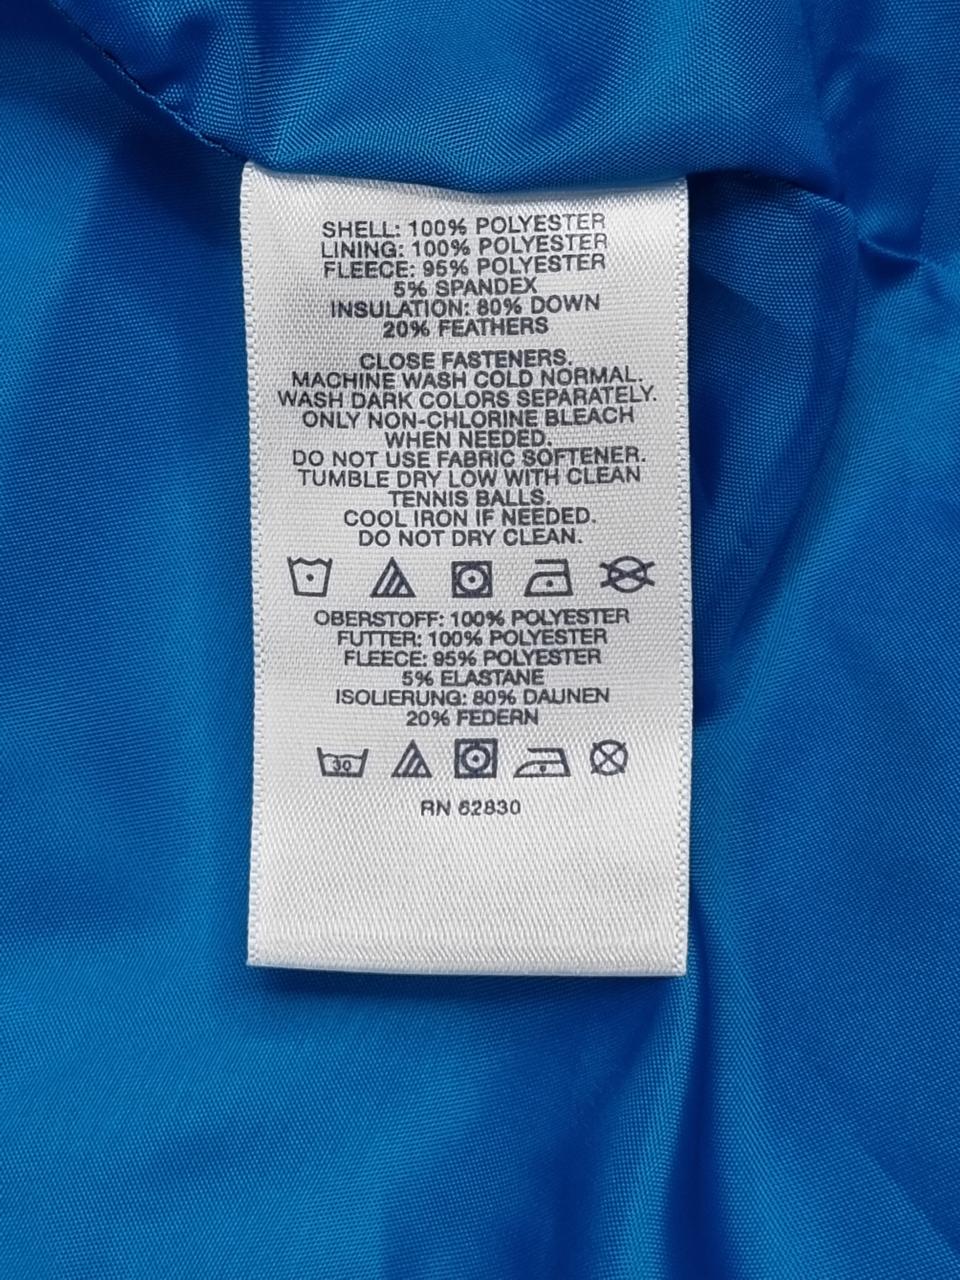 SHELL: 100% POLYESTER
LINING: 100% POLYESTER
FLEECE: 95% POLYESTER
5% SPANDEX
INSULATION: 80% DOWN
20% FEATHERS
CLOSE FASTENERS.
MACHINE WASH COLD NORMAL.
WASH DARK COLORS SEPARATELY.
ONLY NON-CHLORINE BLEACH
WHEN NEEDED.
DO NOT USE FABRIC SOFTENER.
TUMBLE DRY LOW WITH CLEAN
TENNIS BALLS.
COOL IRON IF NEEDED.
DO NOT DRY CLEAN.
OBERSTOFF: 100% POLYESTER
FUTTER: 100% POLYESTER
FLEECE: 95% POLYESTER
5% ELASTANE
ISOLIERUNG: 80% DAUNEN
20% FEDERN
30
RN 62830